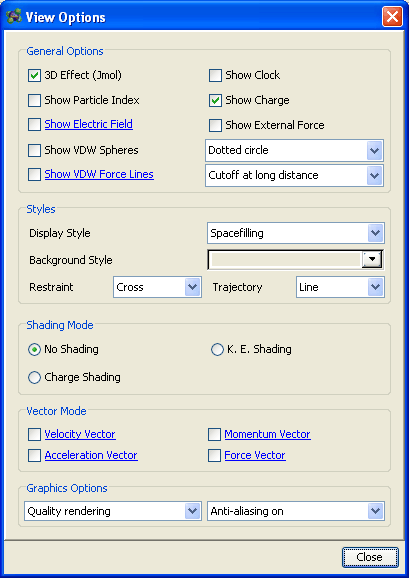 View Options
General Options
3D Effect (Jmol) Show Clock
Show Particle Index Show Charge
Show Electric Field Show External Force
Show VDW Spheres Dotted circle
Show VDW Force Lines Cutoff at long distance
Styles
Display Style Spacefilling
Background Style
Restraint Cross Trajectory Line
Shading Mode
No Shading K. E. Shading
Charge Shading
Vector Mode
Velocity Vector Momentum Vector
Acceleration Vector Force Vector
Graphics Options
Quality rendering Anti-aliasing on
Close